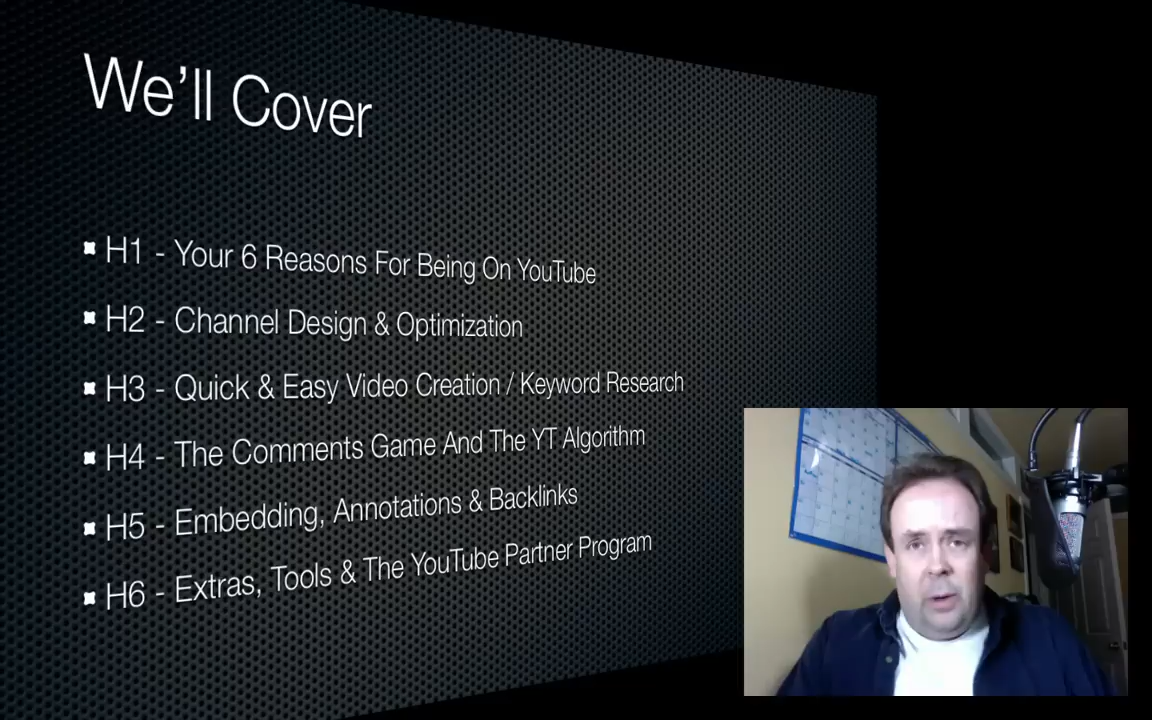 We'll Cover
H1 - Your 6 Reasons For Being On YouTube
H2 - Channel Design & Optimization
H3 - Quick & Easy Video Creation / Keyword Research
H4 - The Comments Game And The YT Algorithm
H5 - Embedding, Annotations & Backlinks
H6 - Extras, Tools & The YouTube Partner Program